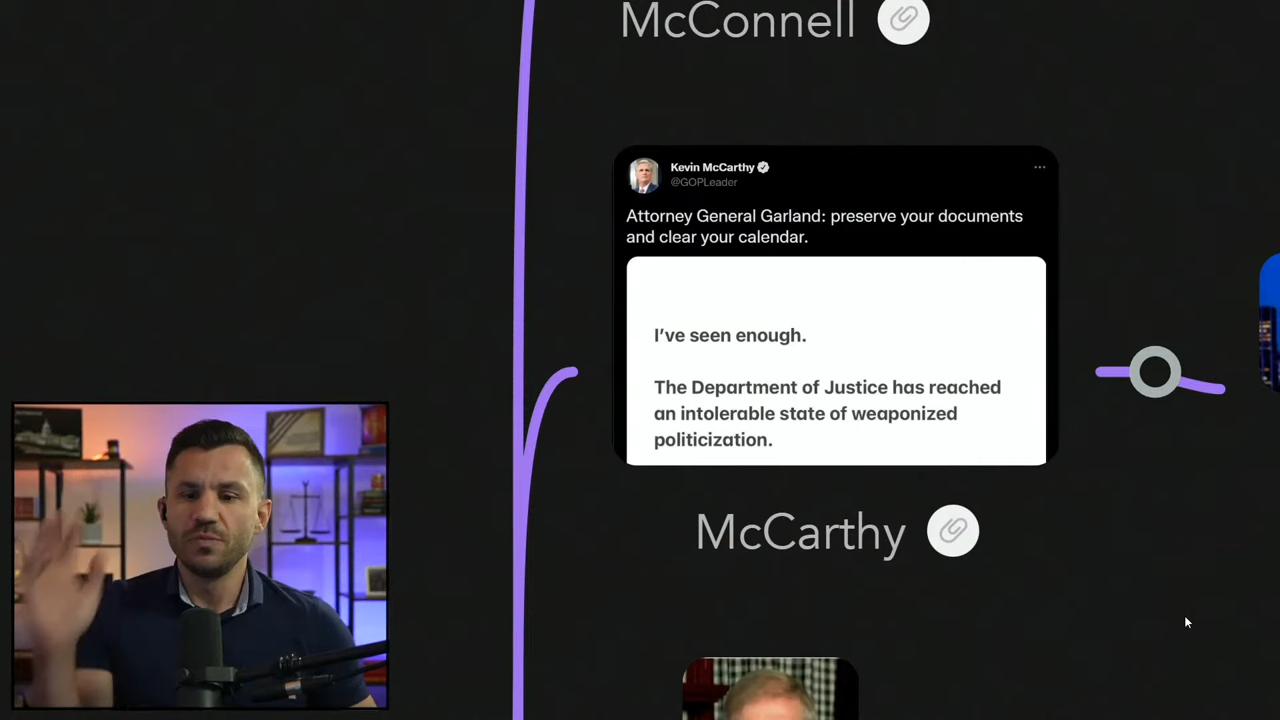 McConnell
Kevin McCarthy
@GOPLeader
Attorney General Garland: preserve your documents
and clear your calendar.
I've seen enough.
The Department of Justice has reached
an intolerable state of weaponized
politicization.
McCarthy